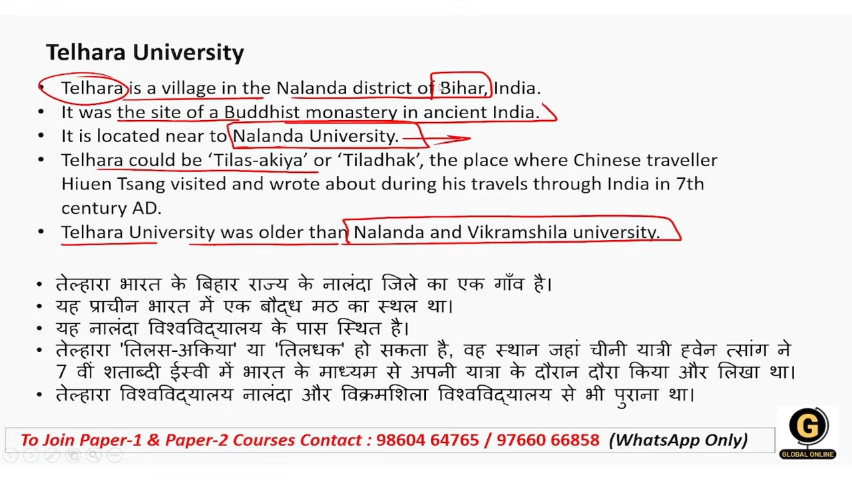 Telhara University
• Telhara is a village in the Nalanda district of Bihar, India.
• It was the site of a Buddhist monastery in ancient India.
• It is located near to Nalanda University.
• Telhara could be ‘Tilas-akiya’ or ‘Tiladhak’, the place where Chinese traveller
Hiuen Tsang visited and wrote about during his travels through India in 7th
century AD.
• Telhara University was older than Nalanda and Vikramshila university.
• तेल्हारा भारत के बिहार राज्य के नालंदा जिले का एक गाँव है।
• यह प्राचीन भारत में एक बौद्ध मठ का स्थल था।
• यह नालंदा विश्वविद्यालय के पास स्थित है।
• तेल्हारा 'तिलस-अकिया' या 'तिलधक' हो सकता है, वह स्थान जहां चीनी यात्री ह्वेन त्सांग ने
7 वीं शताब्दी ईस्वी में भारत के माध्यम से अपनी यात्रा के दौरान दौरा किया और लिखा था।
• तेल्हारा विश्वविद्यालय नालंदा और विक्रमशिला विश्वविद्यालय से भी पुराना था।
To Join Paper-1 & Paper-2 Courses Contact : 98604 64765 / 97660 66858 (WhatsApp Only)
G
GLOBAL ONLINE